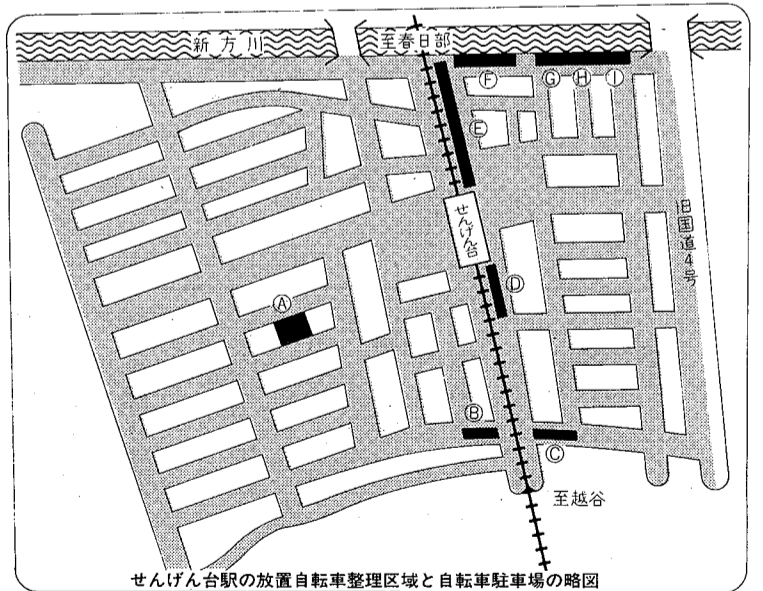 新方川
至春日部
Ⓕ
Ⓖ Ⓗ Ⓘ
Ⓔ
せんげん台
旧国道4号
Ⓓ
Ⓐ
Ⓑ
Ⓒ
至越谷
せんげん台駅の放置自転車整理区域と自転車駐車場の略図